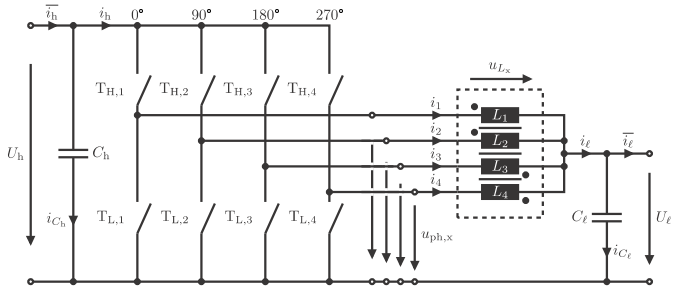 i̅h ih 0° 90° 180° 270°
TH,1 TH,2 TH,3 TH,4
uLx
i1 L1
i2 L2
i3 L3
i4 L4
iℓ i̅ℓ
Uh Ch
iCh
TL,1 TL,2 TL,3 TL,4
uph,x
Cℓ Uℓ
iCℓ